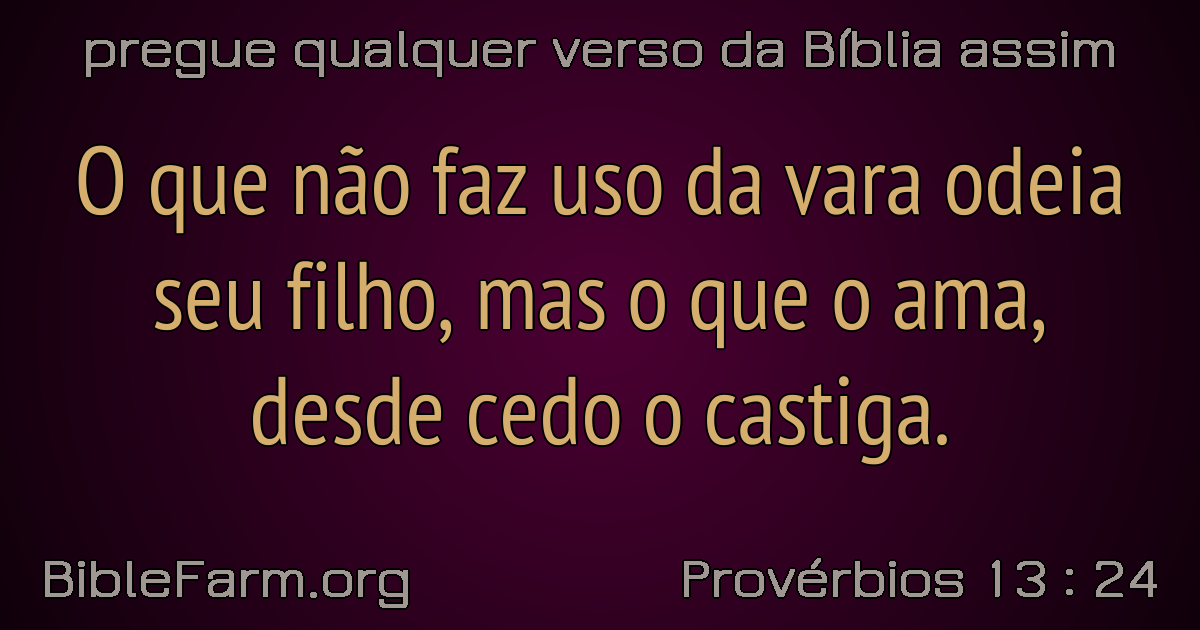 pregue qualquer verso da Bíblia assim
O que não faz uso da vara odeia
seu filho, mas o que o ama,
desde cedo o castiga.
BibleFarm.org
Provérbios 13 : 24